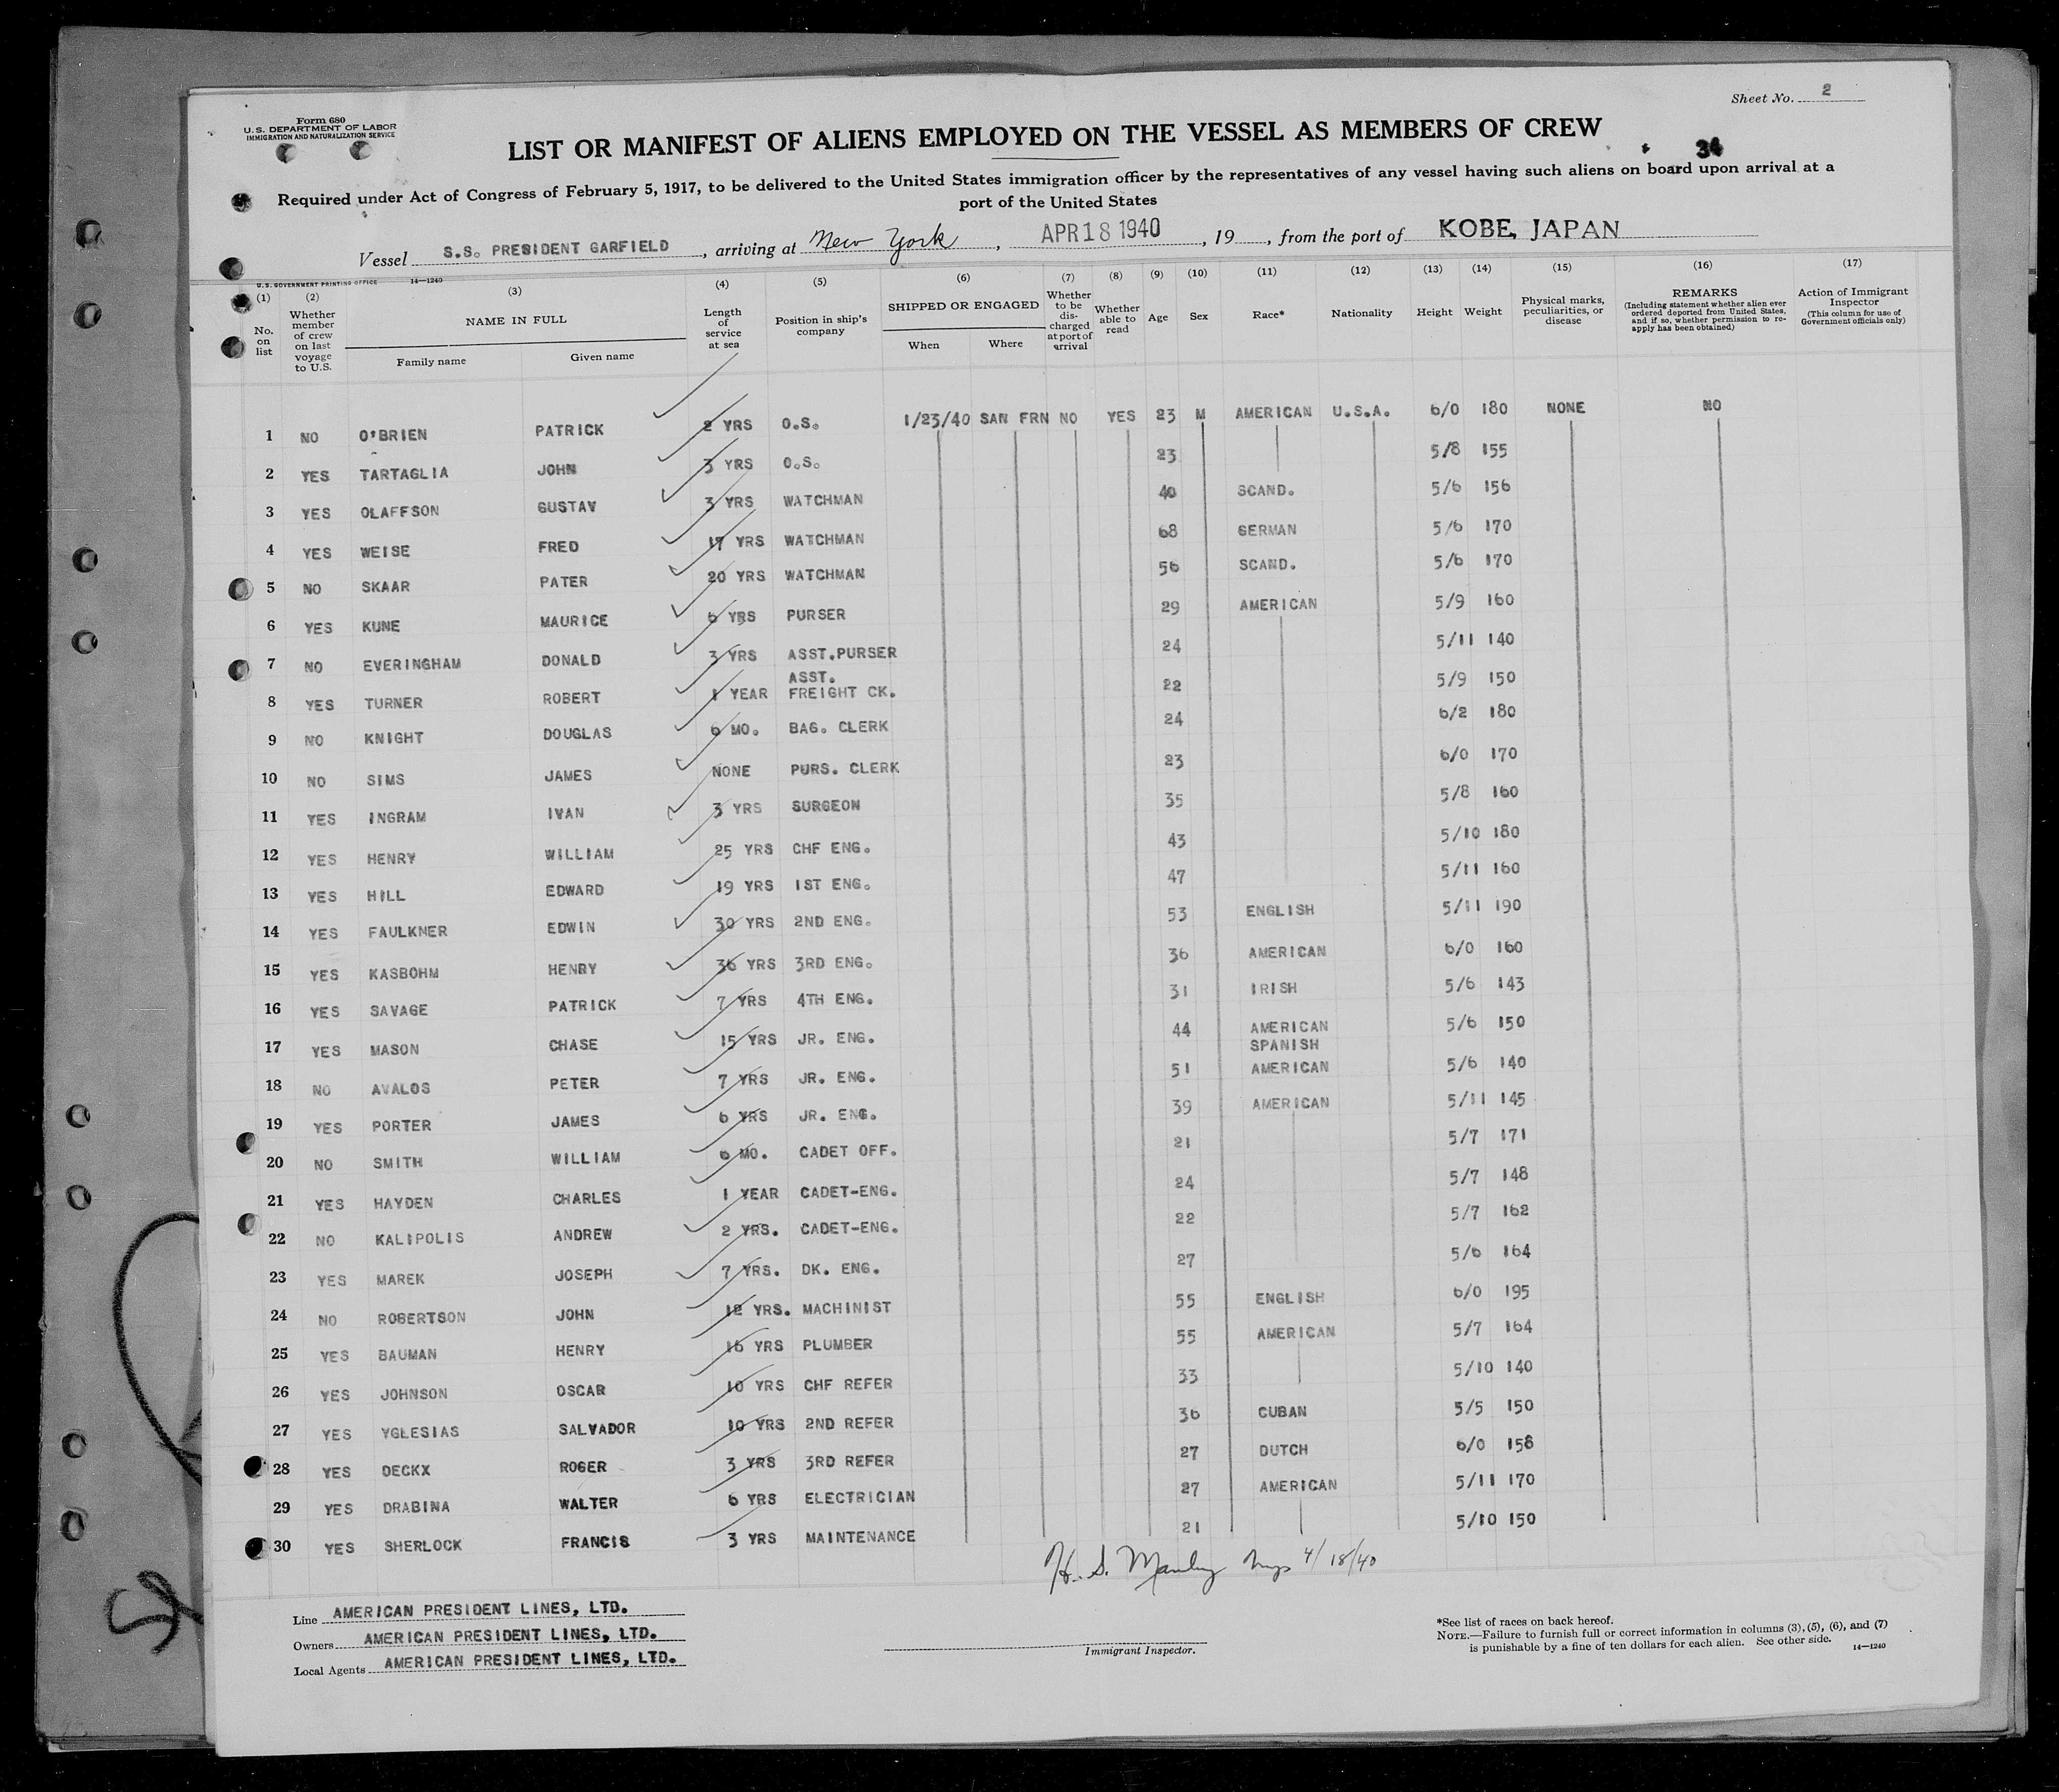 Sheet No. 2
Form 680
U.S. DEPARTMENT OF LABOR
IMMIGRATION AND NATURALIZATION SERVICE
LIST OR MANIFEST OF ALIENS EMPLOYED ON THE VESSEL AS MEMBERS OF CREW
34
Required under Act of Congress of February 5, 1917, to be delivered to the United States immigration officer by the representatives of any vessel having such aliens on board upon arrival at a
port of the United States
Vessel S.S. PRESIDENT GARFIELD, arriving at New York, APR 18 1940, 19, from the port of KOBE, JAPAN
U.S. GOVERNMENT PRINTING OFFICE 14—1240
(1) (2) (3) (4) (5) (6) (7) (8) (9) (10) (11) (12) (13) (14) (15) (16) (17)
No. on list
Whether member of crew on last voyage to U.S.
NAME IN FULL
Family name
Given name
Length of service at sea
Position in ship's company
SHIPPED OR ENGAGED
When
Where
Whether to be discharged at port of arrival
Whether able to read
Age
Sex
Race*
Nationality
Height
Weight
Physical marks, peculiarities, or disease
REMARKS
(Including statement whether alien ever ordered deported from United States, and if so, whether permission to reapply has been obtained)
Action of Immigrant Inspector
(This column for use of Government officials only)
1 NO O'BRIEN PATRICK 2 YRS O.S. 1/23/40 SAN FRN NO YES 23 M AMERICAN U.S.A. 6/0 180 NONE NO
2 YES TARTAGLIA JOHN 3 YRS O.S. 23 5/8 155
3 YES OLAFFSON GUSTAV 3 YRS WATCHMAN 40 SCAND. 5/6 156
4 YES WEISE FRED 17 YRS WATCHMAN 68 GERMAN 5/6 170
5 NO SKAAR PATER 20 YRS WATCHMAN 56 SCAND. 5/6 170
6 YES KUNE MAURICE 6 YRS PURSER 29 AMERICAN 5/9 160
7 NO EVERINGHAM DONALD 3 YRS ASST.PURSER 24 5/11 140
8 YES TURNER ROBERT 1 YEAR ASST. FREIGHT CK. 22 5/9 150
9 NO KNIGHT DOUGLAS 6 MO. BAG. CLERK 24 6/2 180
10 NO SIMS JAMES NONE PURS. CLERK 23 6/0 170
11 YES INGRAM IVAN 3 YRS SURGEON 35 5/8 160
12 YES HENRY WILLIAM 25 YRS CHF ENG. 43 5/10 180
13 YES HILL EDWARD 19 YRS 1ST ENG. 47 5/11 160
14 YES FAULKNER EDWIN 30 YRS 2ND ENG. 53 ENGLISH 5/11 190
15 YES KASBOHM HENRY 36 YRS 3RD ENG. 36 AMERICAN 6/0 160
16 YES SAVAGE PATRICK 7 YRS 4TH ENG. 31 IRISH 5/6 143
17 YES MASON CHASE 15 YRS JR. ENG. 44 AMERICAN 5/6 150
18 NO AVALOS PETER 7 YRS JR. ENG. 51 SPANISH AMERICAN 5/6 140
19 YES PORTER JAMES 6 YRS JR. ENG. 39 AMERICAN 5/11 145
20 NO SMITH WILLIAM 6 MO. CADET OFF. 21 5/7 171
21 YES HAYDEN CHARLES 1 YEAR CADET-ENG. 24 5/7 148
22 NO KALIPOLIS ANDREW 2 YRS. CADET-ENG. 22 5/7 162
23 YES MAREK JOSEPH 7 YRS. DK. ENG. 27 5/6 164
24 NO ROBERTSON JOHN 12 YRS. MACHINIST 55 ENGLISH 6/0 195
25 YES BAUMAN HENRY 16 YRS PLUMBER 55 AMERICAN 5/7 164
26 YES JOHNSON OSCAR 10 YRS CHF REFER 33 5/10 140
27 YES YGLESIAS SALVADOR 10 YRS 2ND REFER 36 CUBAN 5/5 150
28 YES DECKX ROGER 3 YRS 3RD REFER 27 DUTCH 6/0 158
29 YES DRABINA WALTER 6 YRS ELECTRICIAN 27 AMERICAN 5/11 170
30 YES SHERLOCK FRANCIS 3 YRS MAINTENANCE 21 5/10 150
H. S. 4/18/40
Line AMERICAN PRESIDENT LINES, LTD.
Owners AMERICAN PRESIDENT LINES, LTD.
Local Agents AMERICAN PRESIDENT LINES, LTD.
Immigrant Inspector.
*See list of races on back hereof.
NOTE.—Failure to furnish full or correct information in columns (3), (5), (6), and (7)
is punishable by a fine of ten dollars for each alien. See other side. 14—1240